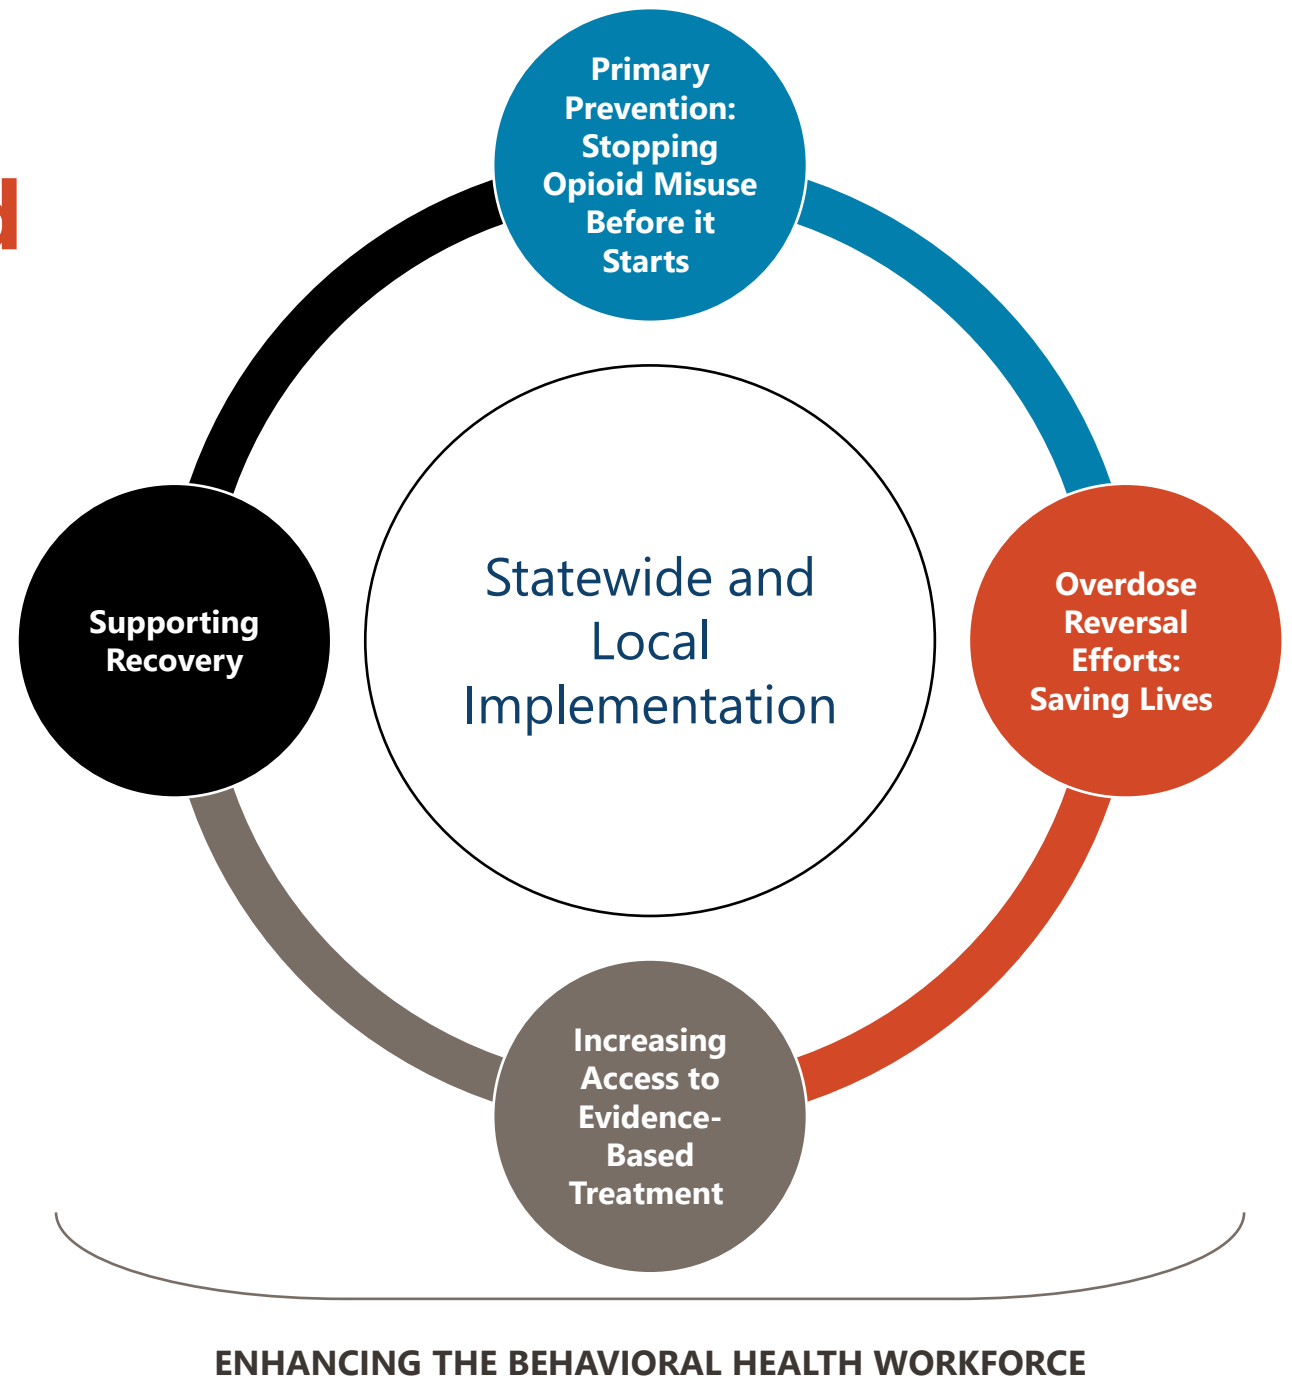 Primary
Prevention:
Stopping
Opioid Misuse
Before it
Starts
d
Statewide and
Local
Implementation
Overdose
Reversal
Efforts:
Saving Lives
Supporting
Recovery
Increasing
Access to
Evidence-
Based
Treatment
ENHANCING THE BEHAVIORAL HEALTH WORKFORCE